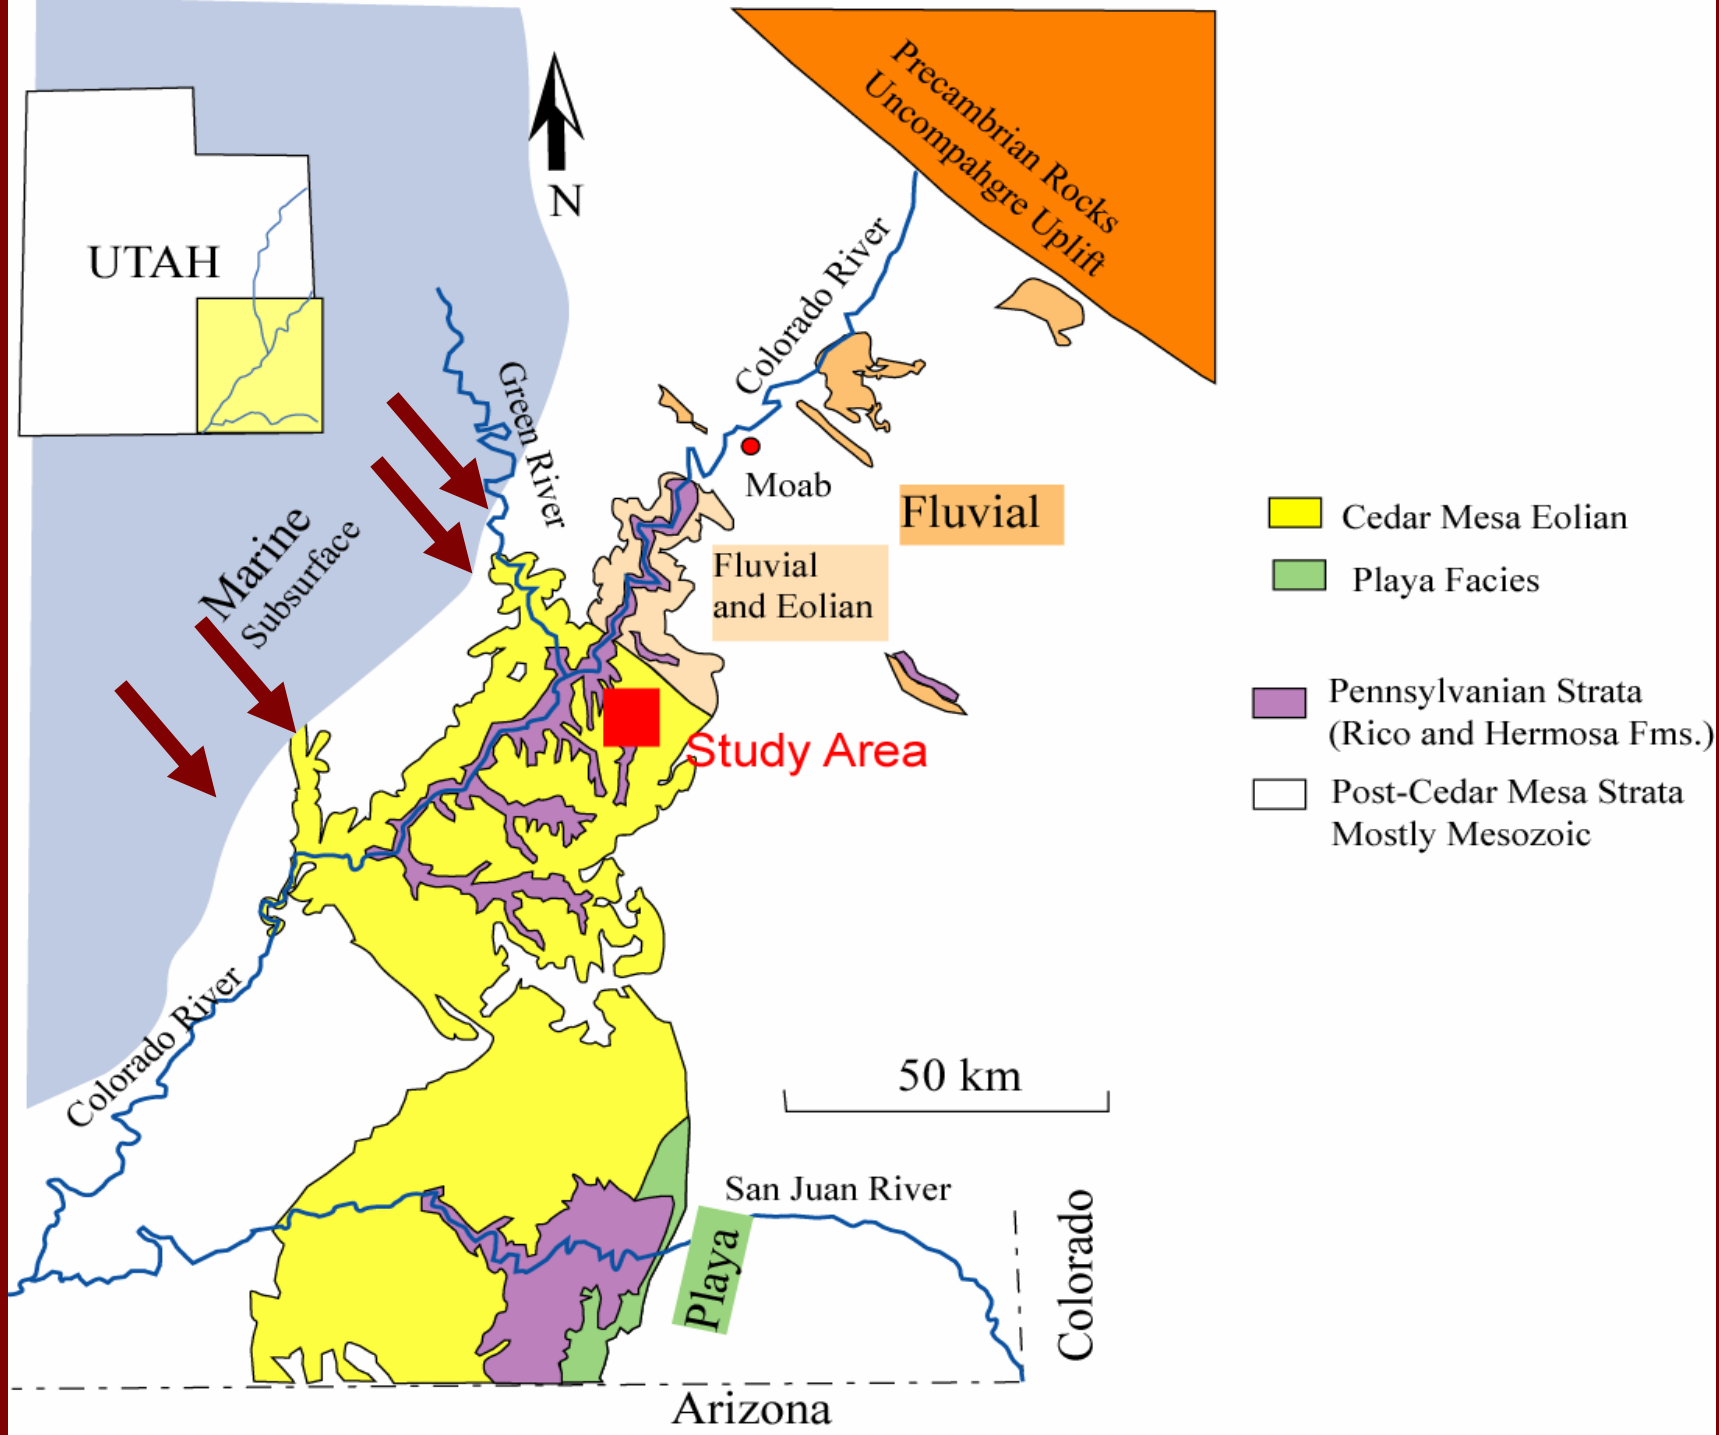 Precambrian Rocks
Uncompahgre Uplift
N
UTAH
Colorado River
Green River
Moab
Fluvial
Marine
Subsurface
Fluvial
and Eolian
Study Area
Cedar Mesa Eolian
Playa Facies
Pennsylvanian Strata
(Rico and Hermosa Fms.)
Post-Cedar Mesa Strata
Mostly Mesozoic
Colorado River
50 km
San Juan River
Playa
Colorado
Arizona